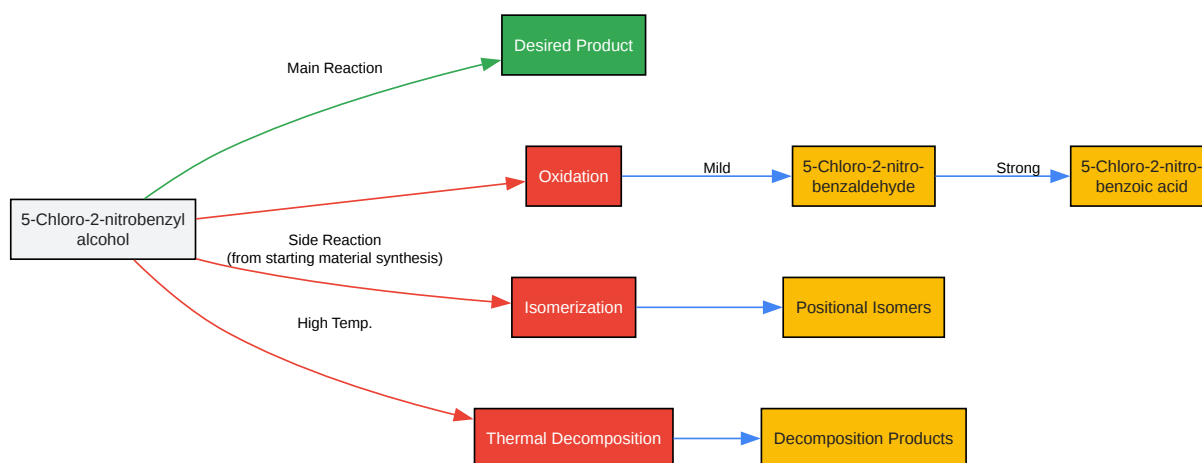 Desired Product
Main Reaction
Oxidation
Mild
5-Chloro-2-nitro-
benzaldehyde
Strong
5-Chloro-2-nitro-
benzoic acid
5-Chloro-2-nitrobenzyl
alcohol
Side Reaction
(from starting material synthesis)
Isomerization
Positional Isomers
High Temp.
Thermal Decomposition
Decomposition Products